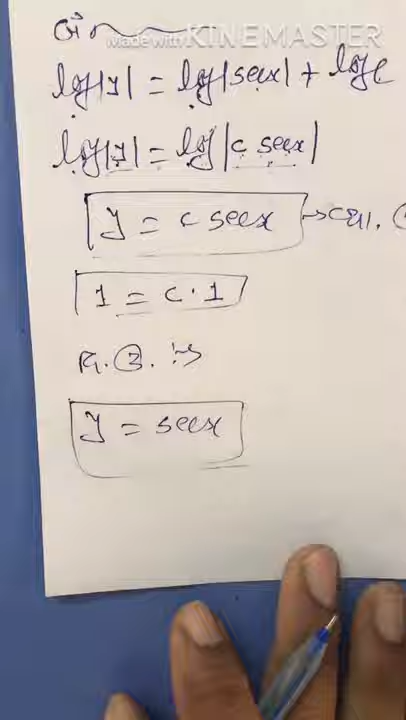 Made with KINEMASTER
log|y| = log|secx| + logc
log|y| = log|c secx|
y = c secx
1 = c·1
y = secx